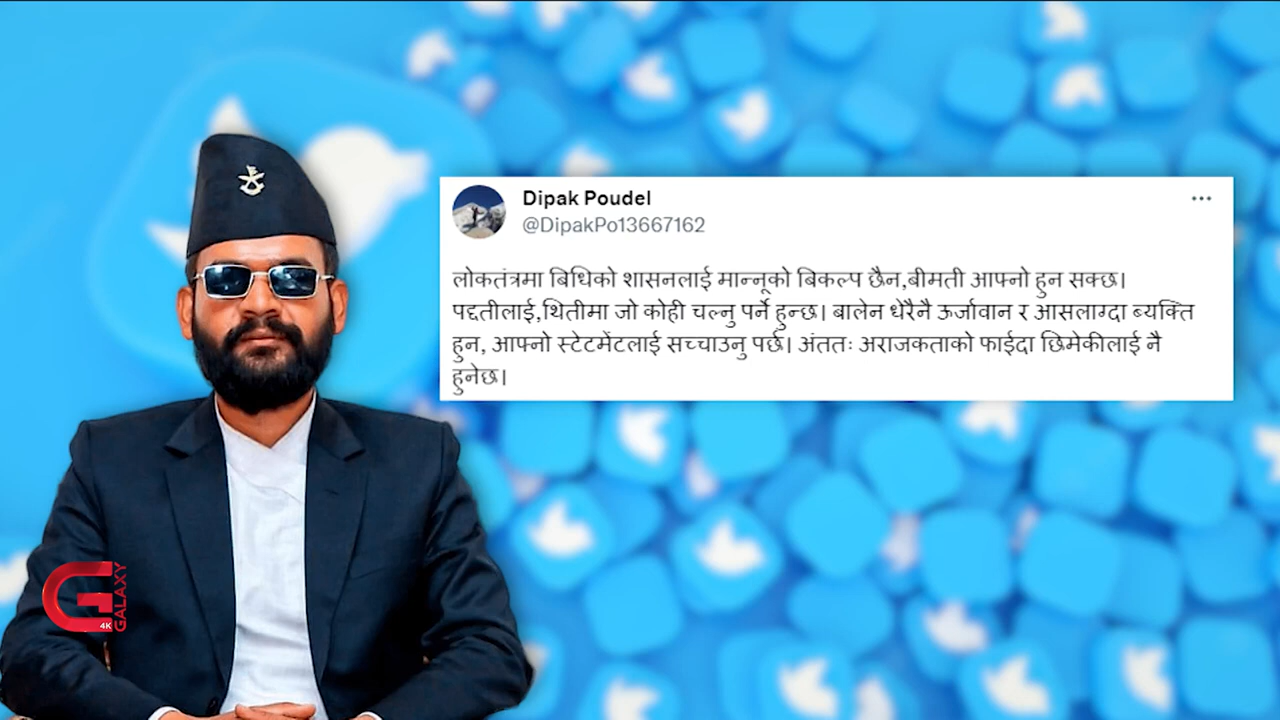 Dipak Poudel
@DipakPo13667162
लोकतंत्रमा बिधिको शासनलाई मान्नूको बिकल्प छैन,बीमती आफ्नो हुन सक्छ।
पद्दतीलाई,थितीमा जो कोही चल्नु पर्ने हुन्छ। बालेन धेरैनै ऊर्जावान र आसलाग्दा ब्यक्ति
हुन, आफ्नो स्टेटमेंटलाई सच्चाउनु पर्छ। अंततः अराजकताको फाईदा छिमेकीलाई नै
हुनेछ।
G
4K
GALAXY